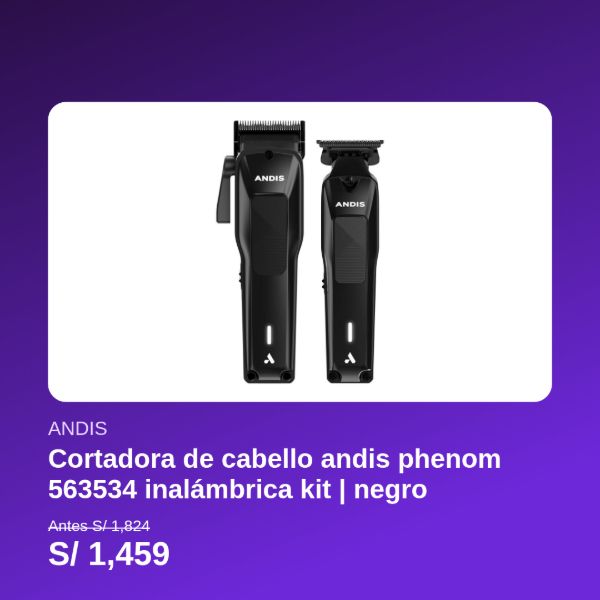 ANDIS
ANDIS
ANDIS
Cortadora de cabello andis phenom
563534 inalámbrica kit | negro
Antes S/ 1,824
S/ 1,459